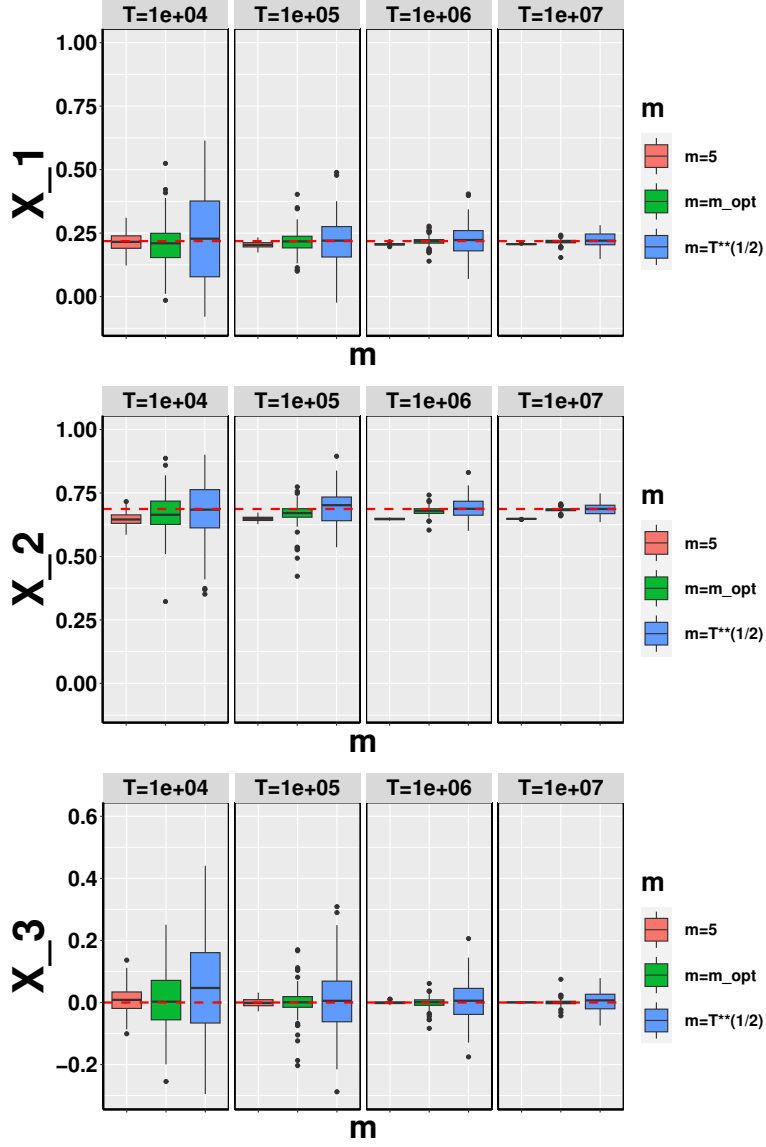 T=1e+04 T=1e+05 T=1e+06 T=1e+07
1.00
0.75
0.50
0.25
0.00
X_1
m
m
m=5
m=m_opt
m=T**(1/2)
T=1e+04 T=1e+05 T=1e+06 T=1e+07
1.00
0.75
0.50
0.25
0.00
X_2
m
m
m=5
m=m_opt
m=T**(1/2)
T=1e+04 T=1e+05 T=1e+06 T=1e+07
0.6
0.4
0.2
0.0
−0.2
X_3
m
m
m=5
m=m_opt
m=T**(1/2)